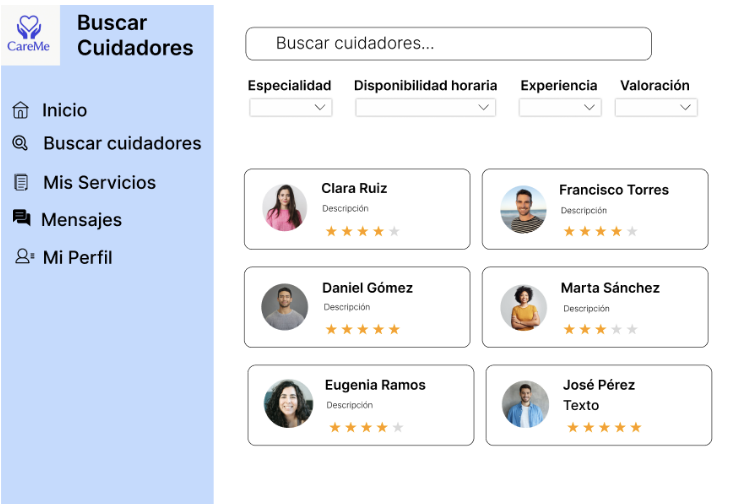 CareMe
Buscar
Cuidadores
Inicio
Buscar cuidadores
Mis Servicios
Mensajes
Mi Perfil
Buscar cuidadores...
Especialidad Disponibilidad horaria Experiencia Valoración
Clara Ruiz
Descripción
Francisco Torres
Descripción
Daniel Gómez
Descripción
Marta Sánchez
Descripción
Eugenia Ramos
Descripción
José Pérez
Texto